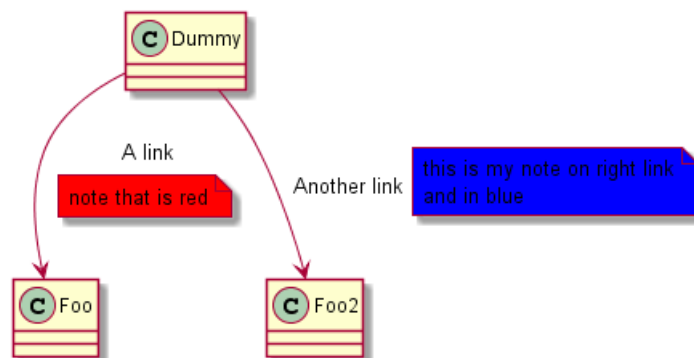 C Dummy
A link
note that is red
Another link
this is my note on right link
and in blue
C Foo
C Foo2